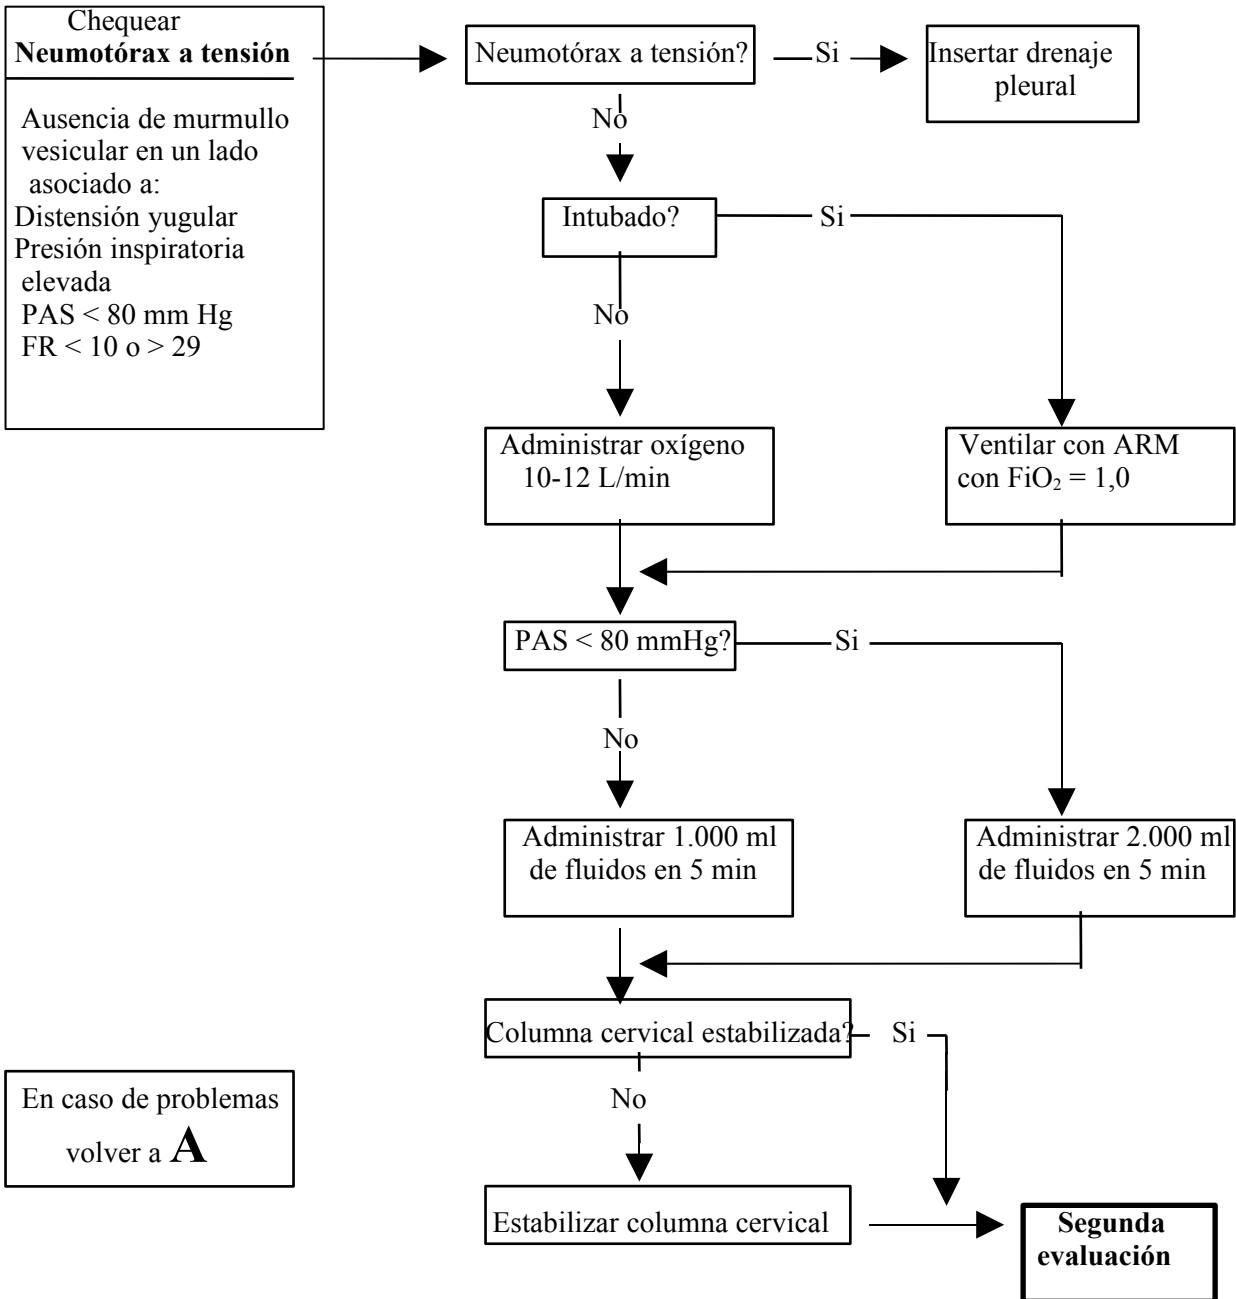 Chequear
Neumotórax a tensión
Ausencia de murmullo
vesicular en un lado
asociado a:
Distensión yugular
Presión inspiratoria
elevada
PAS < 80 mm Hg
FR < 10 o > 29
Neumotórax a tensión?
Si
Insertar drenaje
pleural
No
Intubado?
Si
No
Administrar oxígeno
10-12 L/min
Ventilar con ARM
con FiO₂ = 1,0
PAS < 80 mmHg?
Si
No
Administrar 1.000 ml
de fluidos en 5 min
Administrar 2.000 ml
de fluidos en 5 min
Columna cervical estabilizada?
Si
No
En caso de problemas
volver a A
Estabilizar columna cervical
Segunda
evaluación